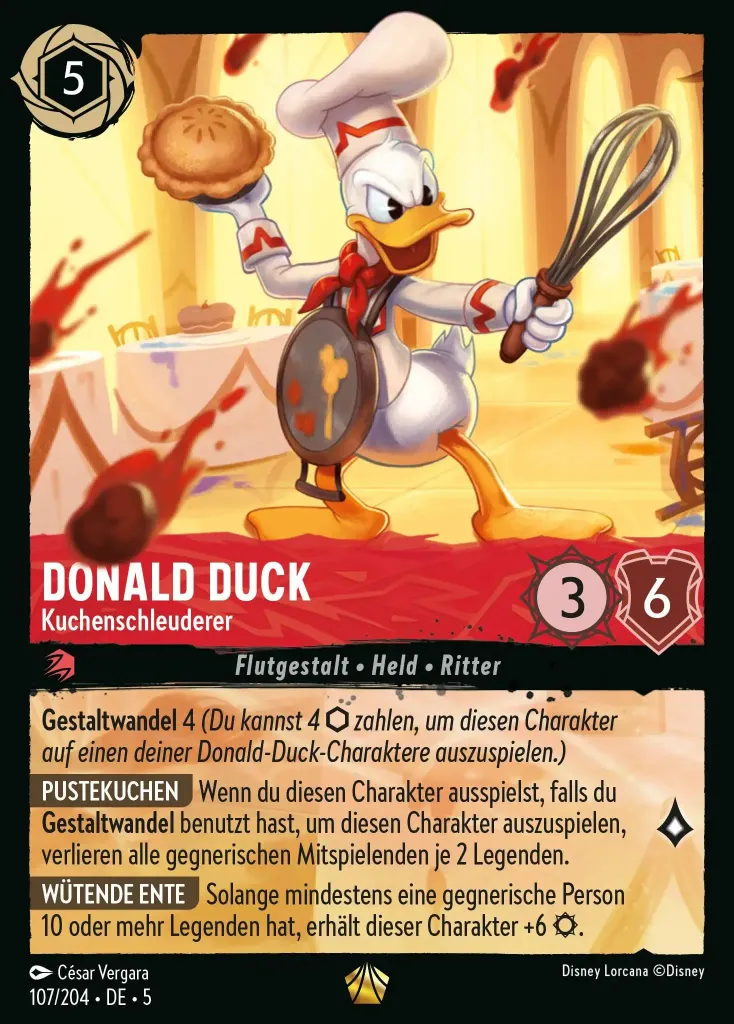 5
DONALD DUCK
Kuchenschleuderer
3
6
Flutgestalt • Held • Ritter
Gestaltwandel 4 (Du kannst 4 ⬡ zahlen, um diesen Charakter
auf einen deiner Donald-Duck-Charaktere auszuspielen.)
PUSTEKUCHEN Wenn du diesen Charakter ausspielst, falls du
Gestaltwandel benutzt hast, um diesen Charakter auszuspielen,
verlieren alle gegnerischen Mitspielenden je 2 Legenden.
WÜTENDE ENTE Solange mindestens eine gegnerische Person
10 oder mehr Legenden hat, erhält dieser Charakter +6 ¤.
César Vergara
Disney Lorcana ©Disney
107/204 • DE • 5